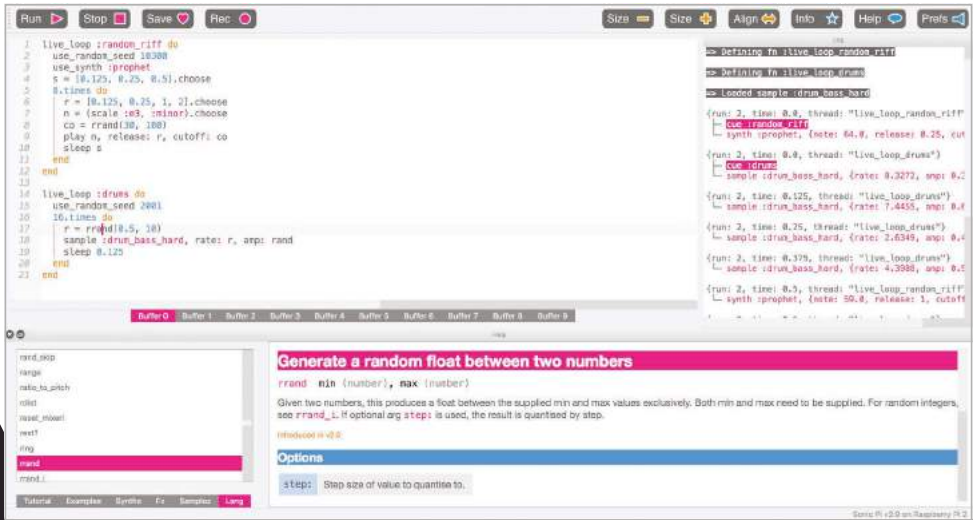 Run
Stop
Save
Rec
Size
Size
Align
Info
Help
Prefs
1 live_loop :random_riff do
2 use_random_seed 10300
3 use_synth :prophet
4 s = [0.125, 0.25, 0.5].choose
5 8.times do
6 r = [0.125, 0.25, 1, 2].choose
7 n = (scale :e3, :minor).choose
8 co = rrand(30, 100)
9 play n, release: r, cutoff: co
10 sleep s
11 end
12 end
13
14 live_loop :drums do
15 use_random_seed 2001
16 16.times do
17 r = rrand(0.5, 10)
18 sample :drum_bass_hard, rate: r, amp: rand
19 sleep 0.125
20 end
21 end
Buffer 0 Buffer 1 Buffer 2 Buffer 3 Buffer 4 Buffer 5 Buffer 6 Buffer 7 Buffer 8 Buffer 9
=> Defining fn :live_loop_random_riff
=> Defining fn :live_loop_drums
=> Loaded sample :drum_bass_hard
{run: 2, time: 0.0, thread: "live_loop_random_riff"
cue :random_riff
synth :prophet, {note: 64.0, release: 0.25, cut
{run: 2, time: 0.0, thread: "live_loop_drums"}
cue :drums
sample :drum_bass_hard, {rate: 0.3272, amp:
{run: 2, time: 0.125, thread: "live_loop_drums"}
sample :drum_bass_hard, {rate: 7.4455, amp:
{run: 2, time: 0.25, thread: "live_loop_drums"}
sample :drum_bass_hard, {rate: 2.6349, amp:
{run: 2, time: 0.375, thread: "live_loop_drums"}
sample :drum_bass_hard, {rate: 4.3988, amp:
{run: 2, time: 0.5, thread: "live_loop_random_riff"
synth :prophet, {note: 59.0, release: 1, cutoff
rand_skip
range
ratio_to_pitch
rdist
reset_mixer!
rest?
ring
rrand
rrand_i
Tutorial Examples Synths Fx Samples Lang
Generate a random float between two numbers
rrand min (number), max (number)
Given two numbers, this produces a float between the supplied min and max values exclusively. Both min and max need to be supplied. For random integers,
see rrand_i. If optional arg step: is used, the result is quantised by step.
Introduced in v2.0
Options
step: Step size of value to quantise to.
Sonic Pi v2.9 on Raspberry Pi 2